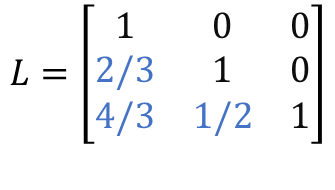 L = [1 0 0
2/3 1 0
4/3 1/2 1]